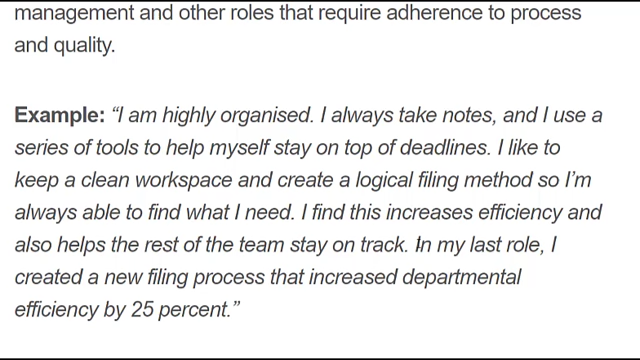 management and other roles that require adherence to process
and quality.
Example: “I am highly organised. I always take notes, and I use a
series of tools to help myself stay on top of deadlines. I like to
keep a clean workspace and create a logical filing method so I’m
always able to find what I need. I find this increases efficiency and
also helps the rest of the team stay on track. In my last role, I
created a new filing process that increased departmental
efficiency by 25 percent.”